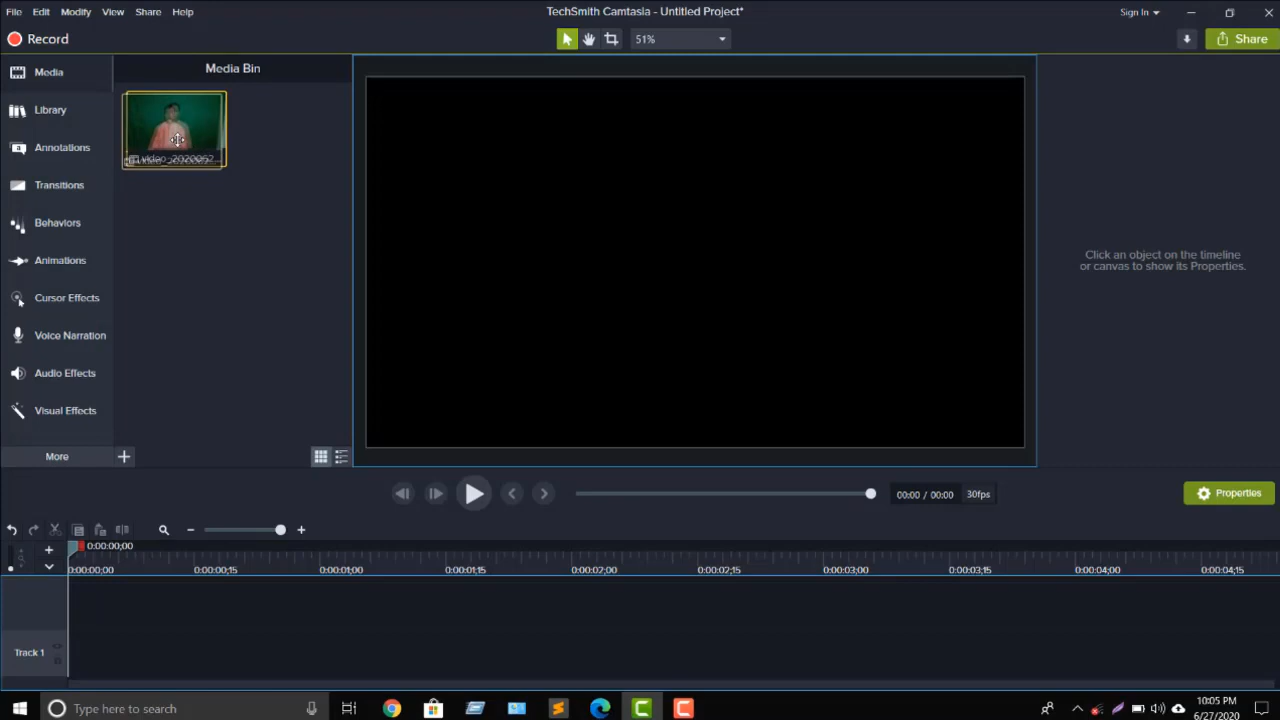 File Edit Modify View Share Help TechSmith Camtasia - Untitled Project* Sign In
Record 51% Share
Media Media Bin
Library
Annotations
Transitions
Behaviors
Animations
Click an object on the timeline
or canvas to show its Properties.
Cursor Effects
Voice Narration
Audio Effects
Visual Effects
More
00:00 / 00:00 30fps Properties
0:00:00;00
0:00:00;00 0:00:00;15 0:00:01;00 0:00:01;15 0:00:02;00 0:00:02;15 0:00:03;00 0:00:03;15 0:00:04;00 0:00:04;15
Track 1
Type here to search
10:05 PM
6/27/2020